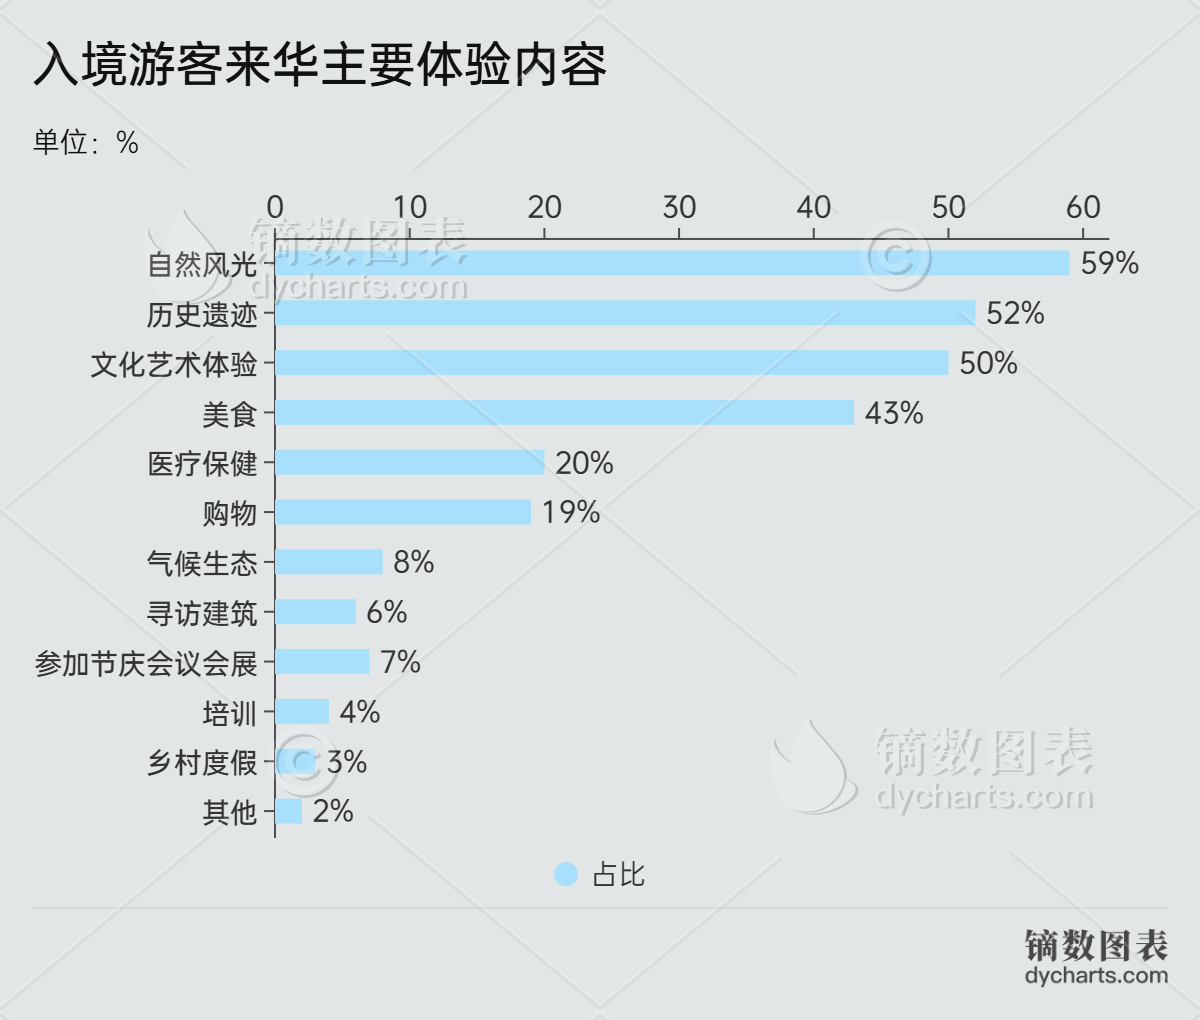 入境游客来华主要体验内容
单位：%
0 10 20 30 40 50 60
自然风光 59%
历史遗迹 52%
文化艺术体验 50%
美食 43%
医疗保健 20%
购物 19%
气候生态 8%
寻访建筑 6%
参加节庆会议会展 7%
培训 4%
乡村度假 3%
其他 2%
占比
镝数图表
dycharts.com
©
镝数图表
dycharts.com
©
镝数图表
dycharts.com